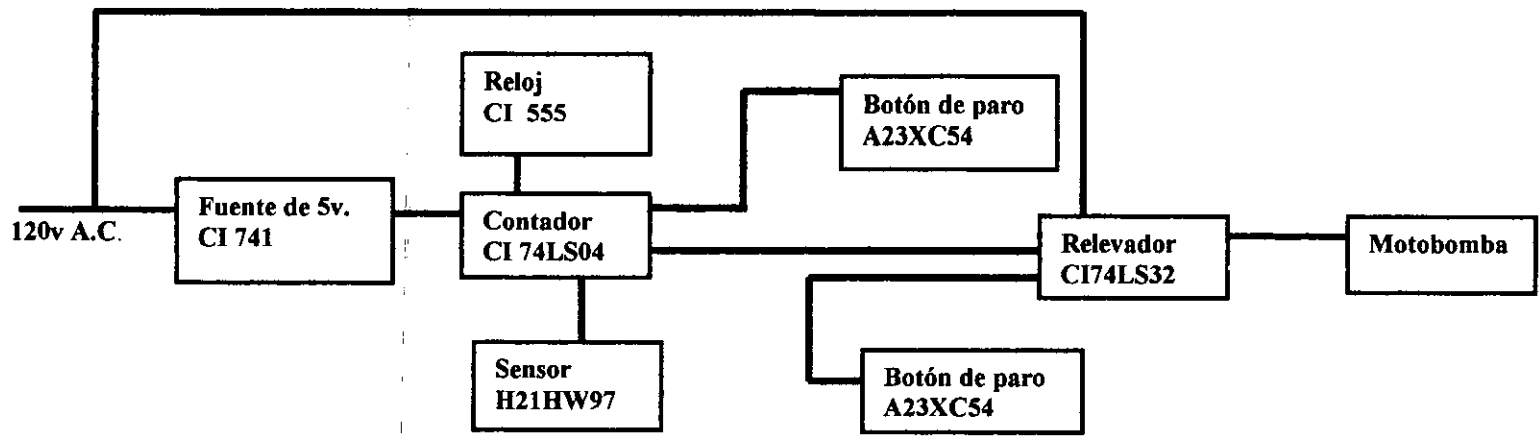 Reloj
CI 555
Botón de paro
A23XC54
Fuente de 5v.
CI 741
120v A.C.
Contador
CI 74LS04
Relevador
CI74LS32
Motobomba
Sensor
H21HW97
Botón de paro
A23XC54